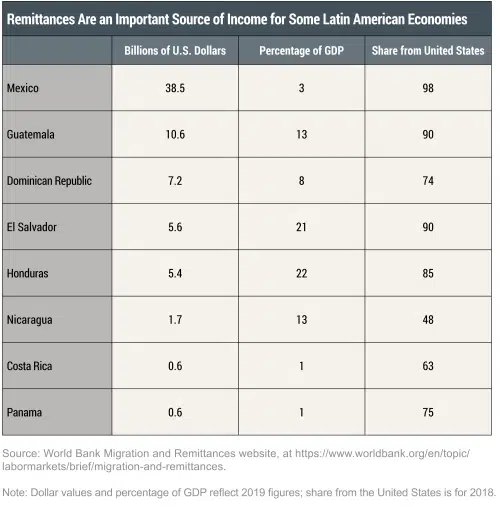 Remittances Are an Important Source of Income for Some Latin American Economies
Billions of U.S. Dollars Percentage of GDP Share from United States
Mexico 38.5 3 98
Guatemala 10.6 13 90
Dominican Republic 7.2 8 74
El Salvador 5.6 21 90
Honduras 5.4 22 85
Nicaragua 1.7 13 48
Costa Rica 0.6 1 63
Panama 0.6 1 75
Source: World Bank Migration and Remittances website, at https://www.worldbank.org/en/topic/
labormarkets/brief/migration-and-remittances.
Note: Dollar values and percentage of GDP reflect 2019 figures; share from the United States is for 2018.